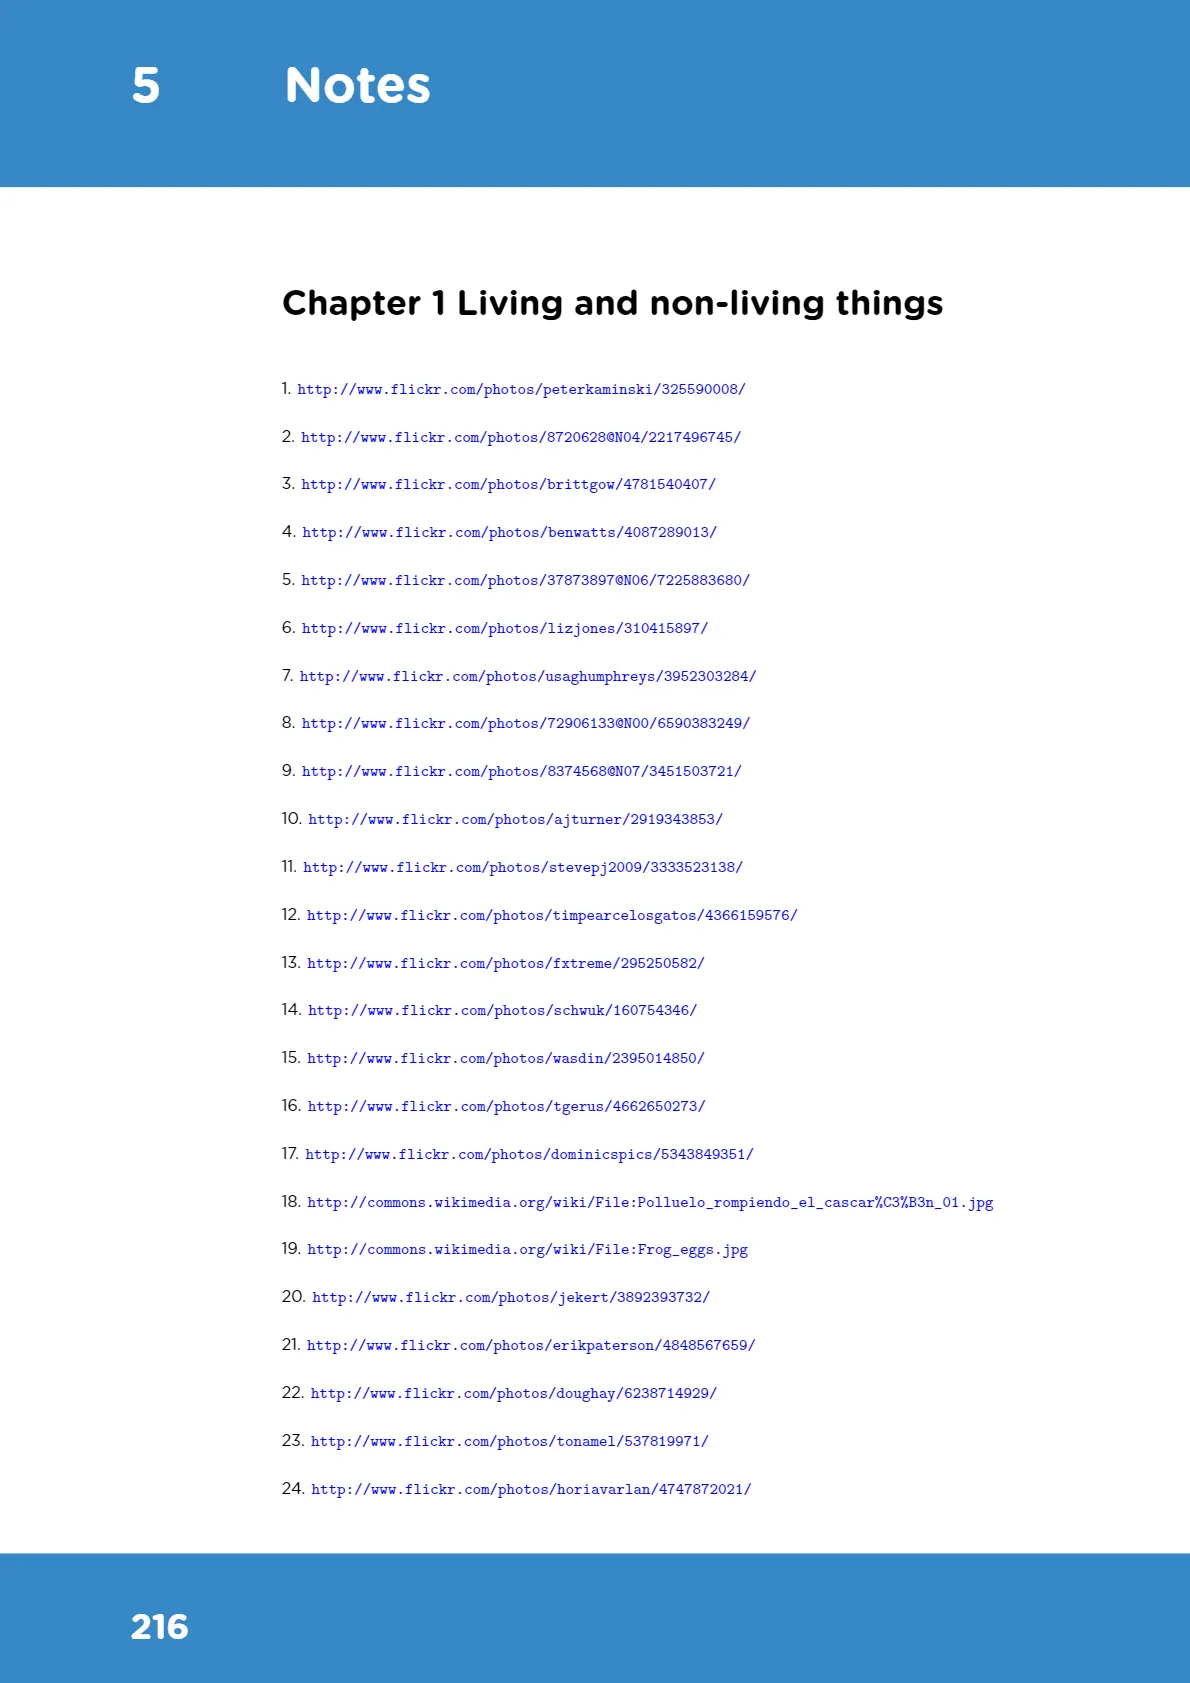 5 Notes
Chapter 1 Living and non-living things
1. http://www.flickr.com/photos/peterkaminski/325590008/
2. http://www.flickr.com/photos/8720628@N04/2217496745/
3. http://www.flickr.com/photos/brittgow/4781540407/
4. http://www.flickr.com/photos/benwatts/4087289013/
5. http://www.flickr.com/photos/37873897@N06/7225883680/
6. http://www.flickr.com/photos/lizjones/310415897/
7. http://www.flickr.com/photos/usaghumphreys/3952303284/
8. http://www.flickr.com/photos/72906133@N00/6590383249/
9. http://www.flickr.com/photos/8374568@N07/3451503721/
10. http://www.flickr.com/photos/ajturner/2919343853/
11. http://www.flickr.com/photos/stevepj2009/3333523138/
12. http://www.flickr.com/photos/timpearcelosgatos/4366159576/
13. http://www.flickr.com/photos/fxtreme/295250582/
14. http://www.flickr.com/photos/schwuk/160754346/
15. http://www.flickr.com/photos/wasdin/2395014850/
16. http://www.flickr.com/photos/tgerus/4662650273/
17. http://www.flickr.com/photos/dominicspics/5343849351/
18. http://commons.wikimedia.org/wiki/File:Polluelo_rompiendo_el_cascar%C3%B3n_01.jpg
19. http://commons.wikimedia.org/wiki/File:Frog_eggs.jpg
20. http://www.flickr.com/photos/jekert/3892393732/
21. http://www.flickr.com/photos/erikpaterson/4848567659/
22. http://www.flickr.com/photos/doughay/6238714929/
23. http://www.flickr.com/photos/tonamel/537819971/
24. http://www.flickr.com/photos/horiavarlan/4747872021/
216